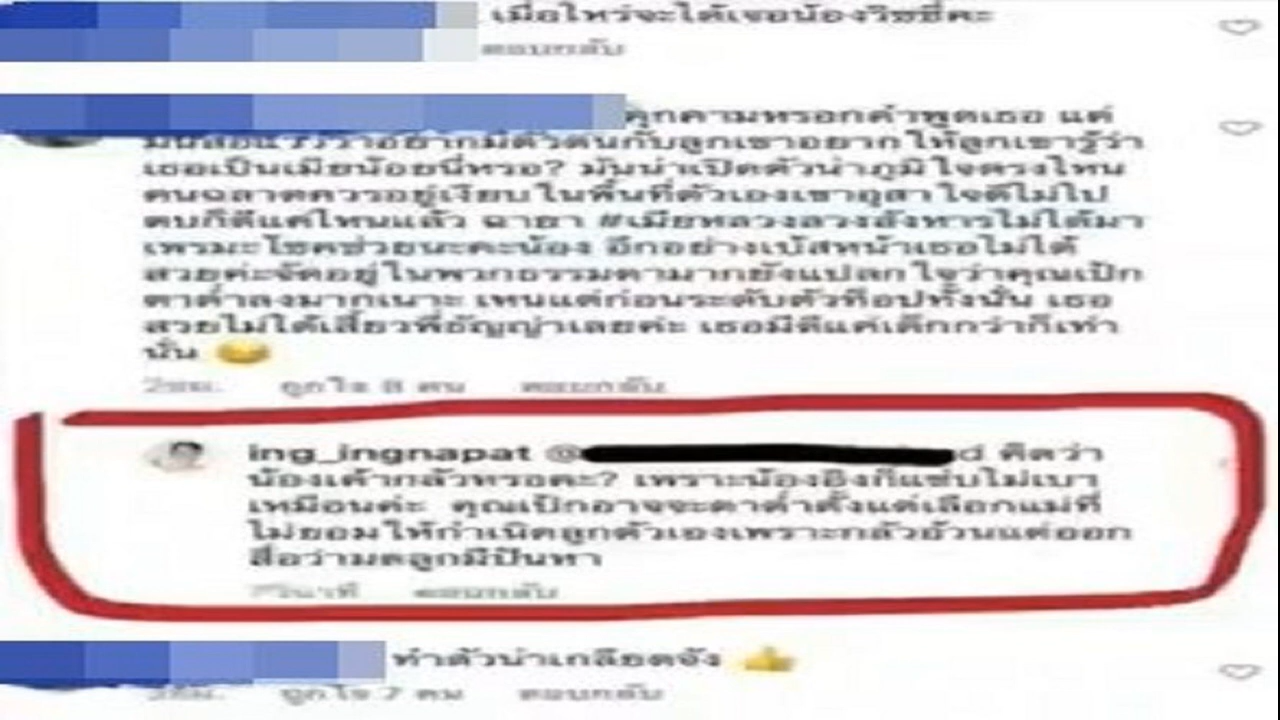 เมื่อไหร่จะได้เจอน้องวิชชี่คะ
ตอบกลับ
คุกคามหรอกคำพูดเธอ แต่
ว่าอยากมีตัวตนกับลูกเขาอยากให้ลูกเขารู้ว่า
เธอเป็นเมียน้อยนี่หรอ? มันน่าเปิดตัวน่าภูมิใจตรงไหน
คนฉลาดควรอยู่เงียบในพื้นที่ตัวเองเขาอุสาใจดีไม่ไป
ตบก็ดีแค่ไหนแล้ว ฉายา #เมียหลวงลวงสังหารไม่ได้มา
เพรมะโชคช่วยนะคะน้อง อีกอย่างเบ้สหน้าเธอไม่ได้
สวยค่ะจัดอยู่ในพวกธรรมดามากยังแปลกใจว่าคุณเป๊ก
ตาต่ำลงมากเนาะ เทนแต่ก่อนระดับตัวท็อปทั้งนั้น เธอ
สวยไม่ได้เสี้ยวพี่ธัญญ่าเลยค่ะ เธอมีดีแค่เด็กกว่าก็เท่า
นั้น 😂
2ชม. ถูกใจ 8 คน ตอบกลับ
ing_ingnapat @ d คิดว่า
น้องเค้ากลัวหรอคะ? เพราะน้องอิงก็แซ่บไม่เบา
เหมือนค่ะ คุณเป๊กอาจจะตาต่ำตั้งแต่เลือกแม่ที่
ไม่ยอมให้กำเนิดลูกตัวเองเพราะกลัวอ้วนแต่ออก
สื่อว่ามดลูกมีปันหา
วินาที ตอบกลับ
ทำตัวน่าเกลียดจัง 👍
ถูกใจ 7 คน ตอบกลับ